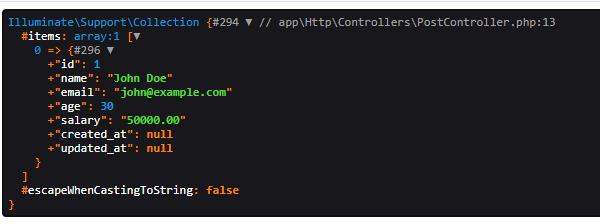 Illuminate\Support\Collection {#294 ▼ // app\Http\Controllers\PostController.php:13
  #items: array:1 [▼
    0 => {#296 ▼
      +"id": 1
      +"name": "John Doe"
      +"email": "john@example.com"
      +"age": 30
      +"salary": "50000.00"
      +"created_at": null
      +"updated_at": null
    }
  ]
  #escapeWhenCastingToString: false
}